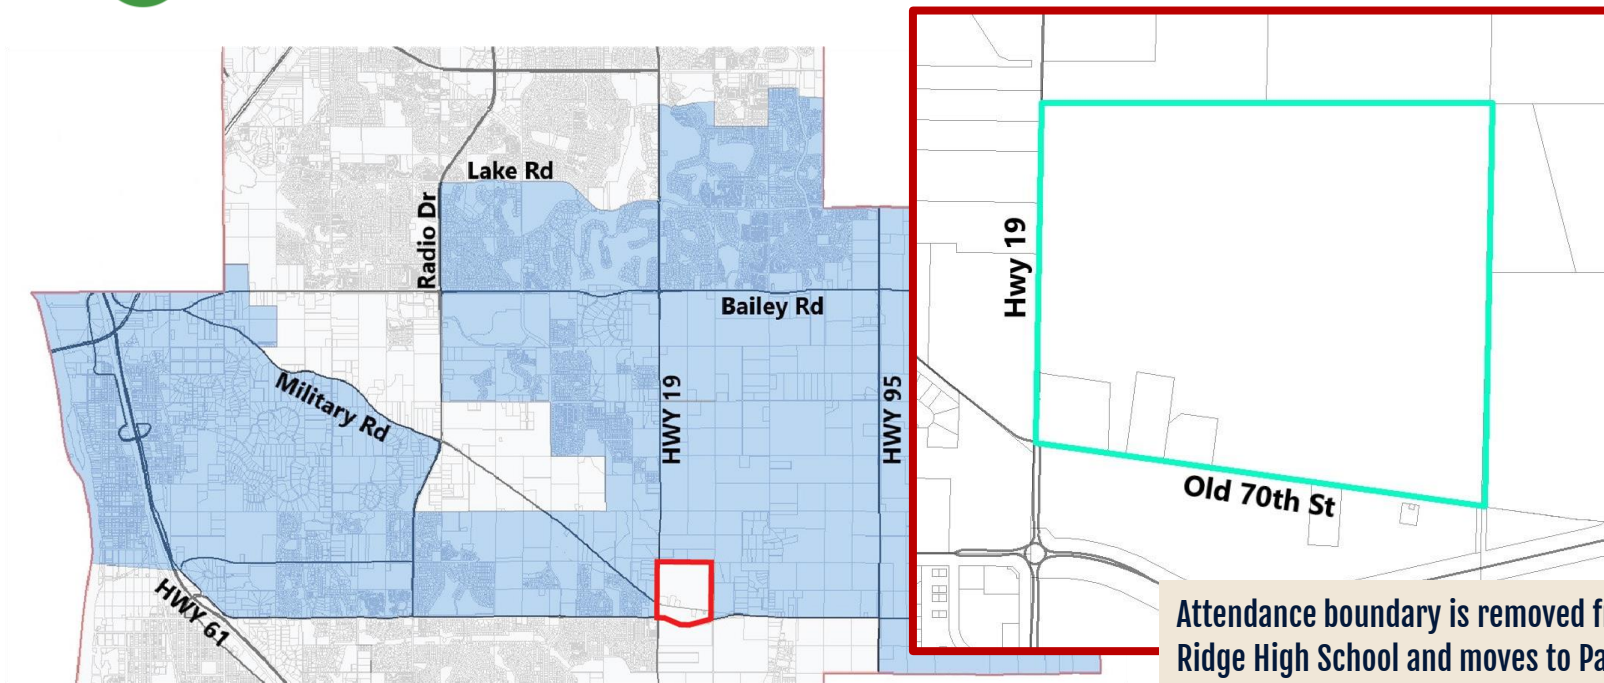 Lake Rd
Radio Dr
Bailey Rd
Military Rd
HWY 19
HWY 95
HWY 61
Hwy 19
Old 70th St
Attendance boundary is removed
Ridge High School and moves to